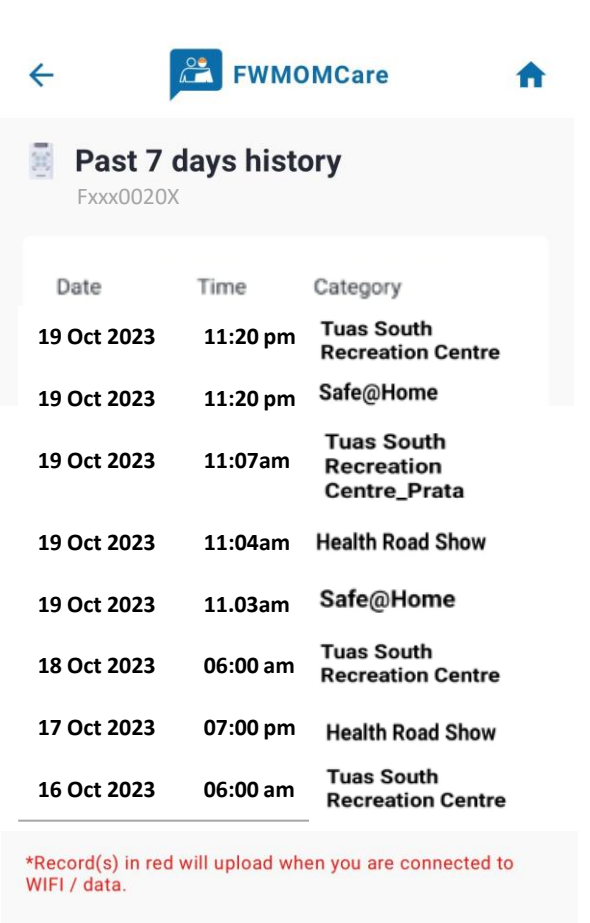 FWMOMCare
Past 7 days history
Fxxx0020X
Date Time Category
19 Oct 2023 11:20 pm Tuas South
Recreation Centre
19 Oct 2023 11:20 pm Safe@Home
19 Oct 2023 11:07am Tuas South
Recreation
Centre_Prata
19 Oct 2023 11:04am Health Road Show
19 Oct 2023 11.03am Safe@Home
18 Oct 2023 06:00 am Tuas South
Recreation Centre
17 Oct 2023 07:00 pm Health Road Show
16 Oct 2023 06:00 am Tuas South
Recreation Centre
*Record(s) in red will upload when you are connected to
WIFI / data.